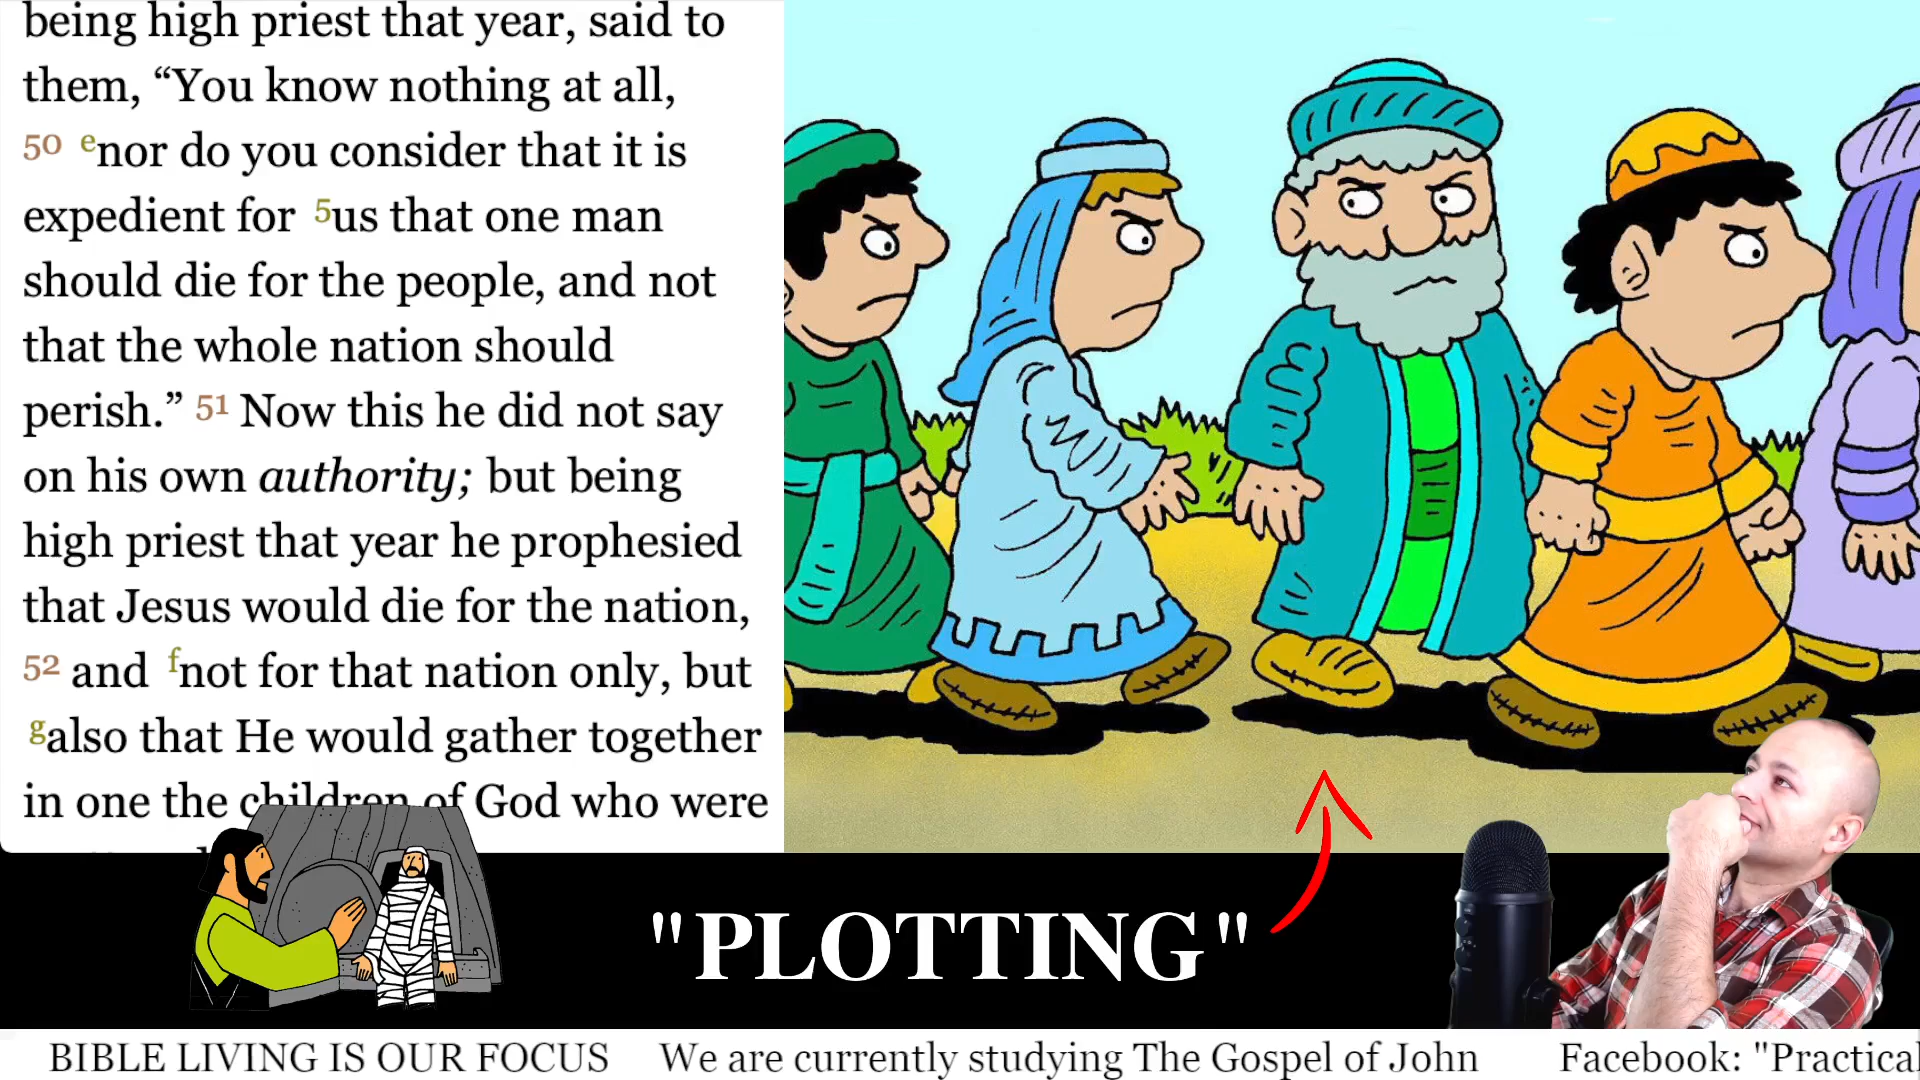 being high priest that year, said to
them, “You know nothing at all,
50 enor do you consider that it is
expedient for 5us that one man
should die for the people, and not
that the whole nation should
perish.” 51 Now this he did not say
on his own authority; but being
high priest that year he prophesied
that Jesus would die for the nation,
52 and fnot for that nation only, but
galso that He would gather together
in one the children of God who were
"PLOTTING"
BIBLE LIVING IS OUR FOCUS We are currently studying The Gospel of John Facebook: "Practical